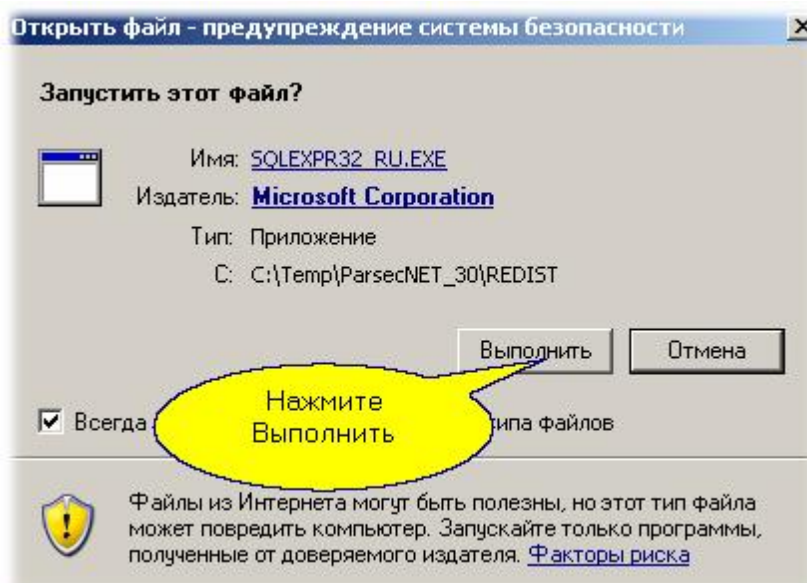 Открыть файл - предупреждение системы безопасности
Запустить этот файл?
Имя: SQLEXPR32_RU.EXE
Издатель: Microsoft Corporation
Тип: Приложение
С: C:\Temp\ParsecNET_30\REDIST
Выполнить Отмена
Нажмите
Выполнить
Всегда типа файлов
Файлы из Интернета могут быть полезны, но этот тип файла
может повредить компьютер. Запускайте только программы,
полученные от доверяемого издателя. Факторы риска